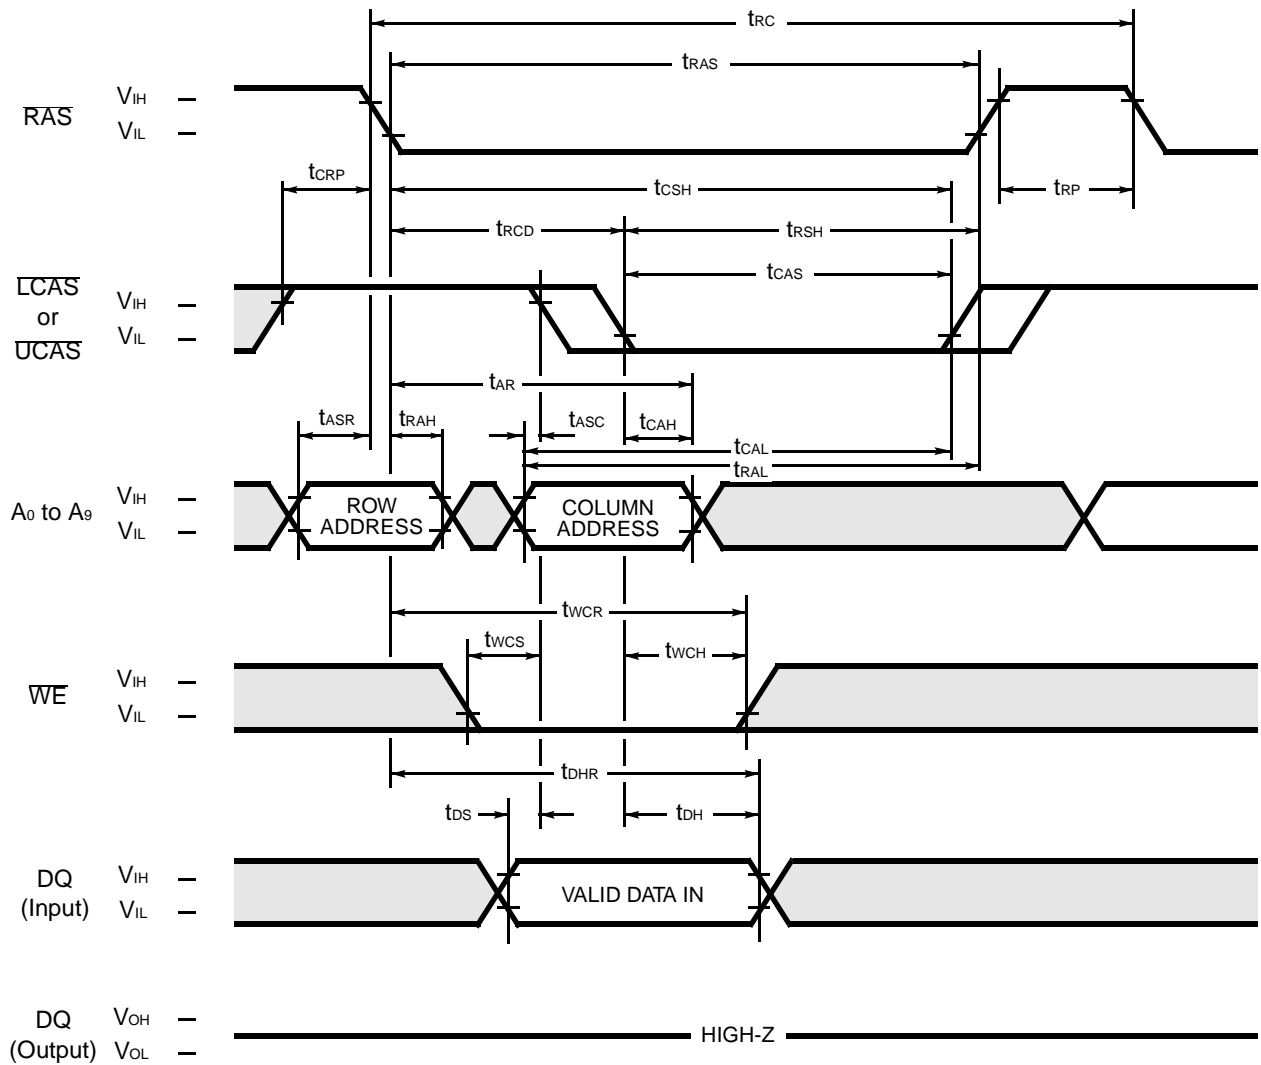 tRC
tRAS
RAS
VIH
VIL
tCRP
tCSH
tRP
tRCD
tRSH
tCAS
LCAS
or
UCAS
VIH
VIL
tAR
tASR
tRAH
tASC
tCAH
tCAL
tRAL
A0 to A9
VIH
VIL
ROW
ADDRESS
COLUMN
ADDRESS
tWCR
tWCS
tWCH
WE
VIH
VIL
tDHR
tDS
tDH
DQ
(Input)
VIH
VIL
VALID DATA IN
DQ
(Output)
VOH
VOL
HIGH-Z